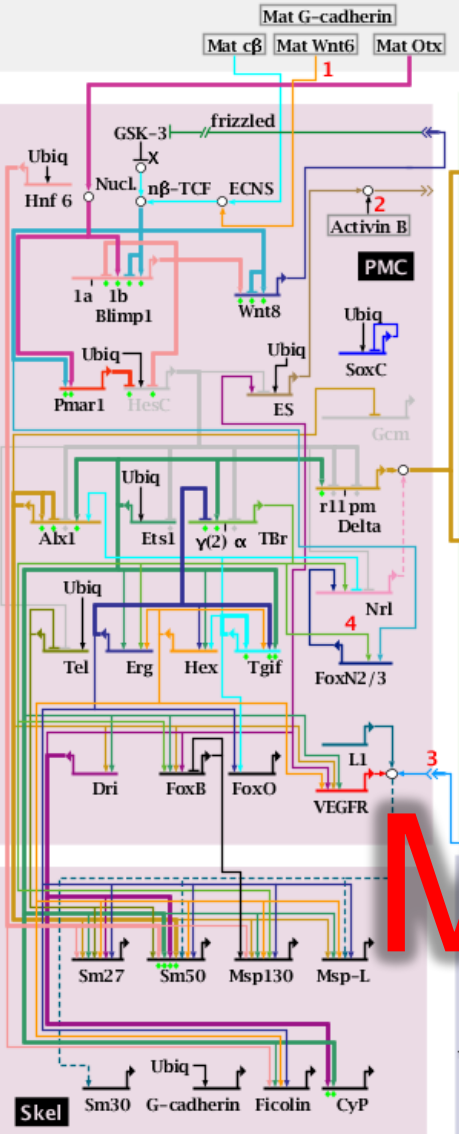 Mat G-cadherin
Mat cβ Mat Wnt6 Mat Otx
1
frizzled
GSK-3
X
Ubiq
Hnf 6
Nucl. nβ-TCF ECNS
2
Activin B
PMC
1a 1b
Blimp1
Wnt8
Ubiq
SoxC
Ubiq
Pmar1 HesC
Ubiq
ES
Gcm
r11 pm
Delta
Ubiq
Alx1 Ets1 γ(2) α TBr
Nrl
4
Ubiq
Tel Erg Hex Tgif
FoxN2/3
L1
3
Dri FoxB FoxO
VEGFR
M
Sm27 Sm50 Msp130 Msp-L
Ubiq
Skel
Sm30 G-cadherin Ficolin CyP